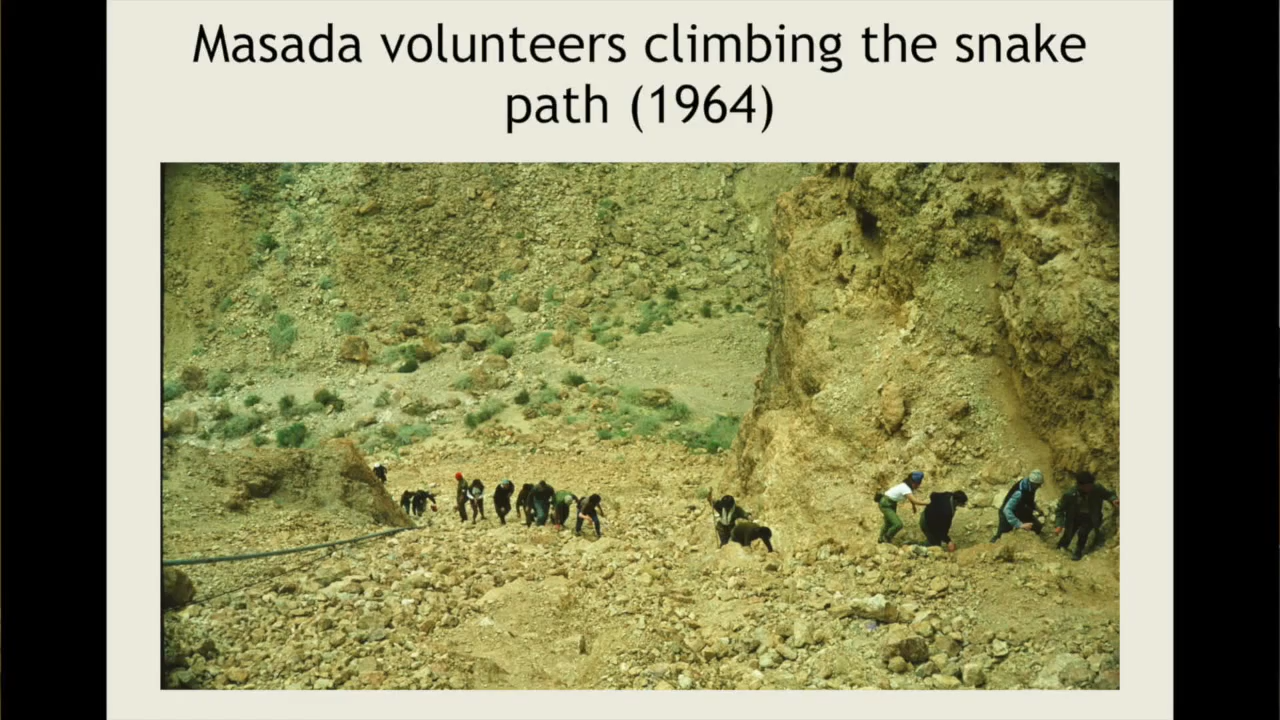 Masada volunteers climbing the snake
path (1964)